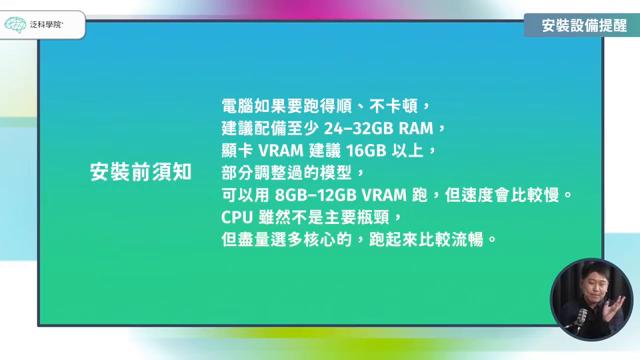 泛科學院
安裝設備提醒
安裝前須知
電腦如果要跑得順、不卡頓，
建議配備至少 24–32GB RAM，
顯卡 VRAM 建議 16GB 以上，
部分調整過的模型，
可以用 8GB–12GB VRAM 跑，但速度會比較慢。
CPU 雖然不是主要瓶頸，
但盡量選多核心的，跑起來比較流暢。